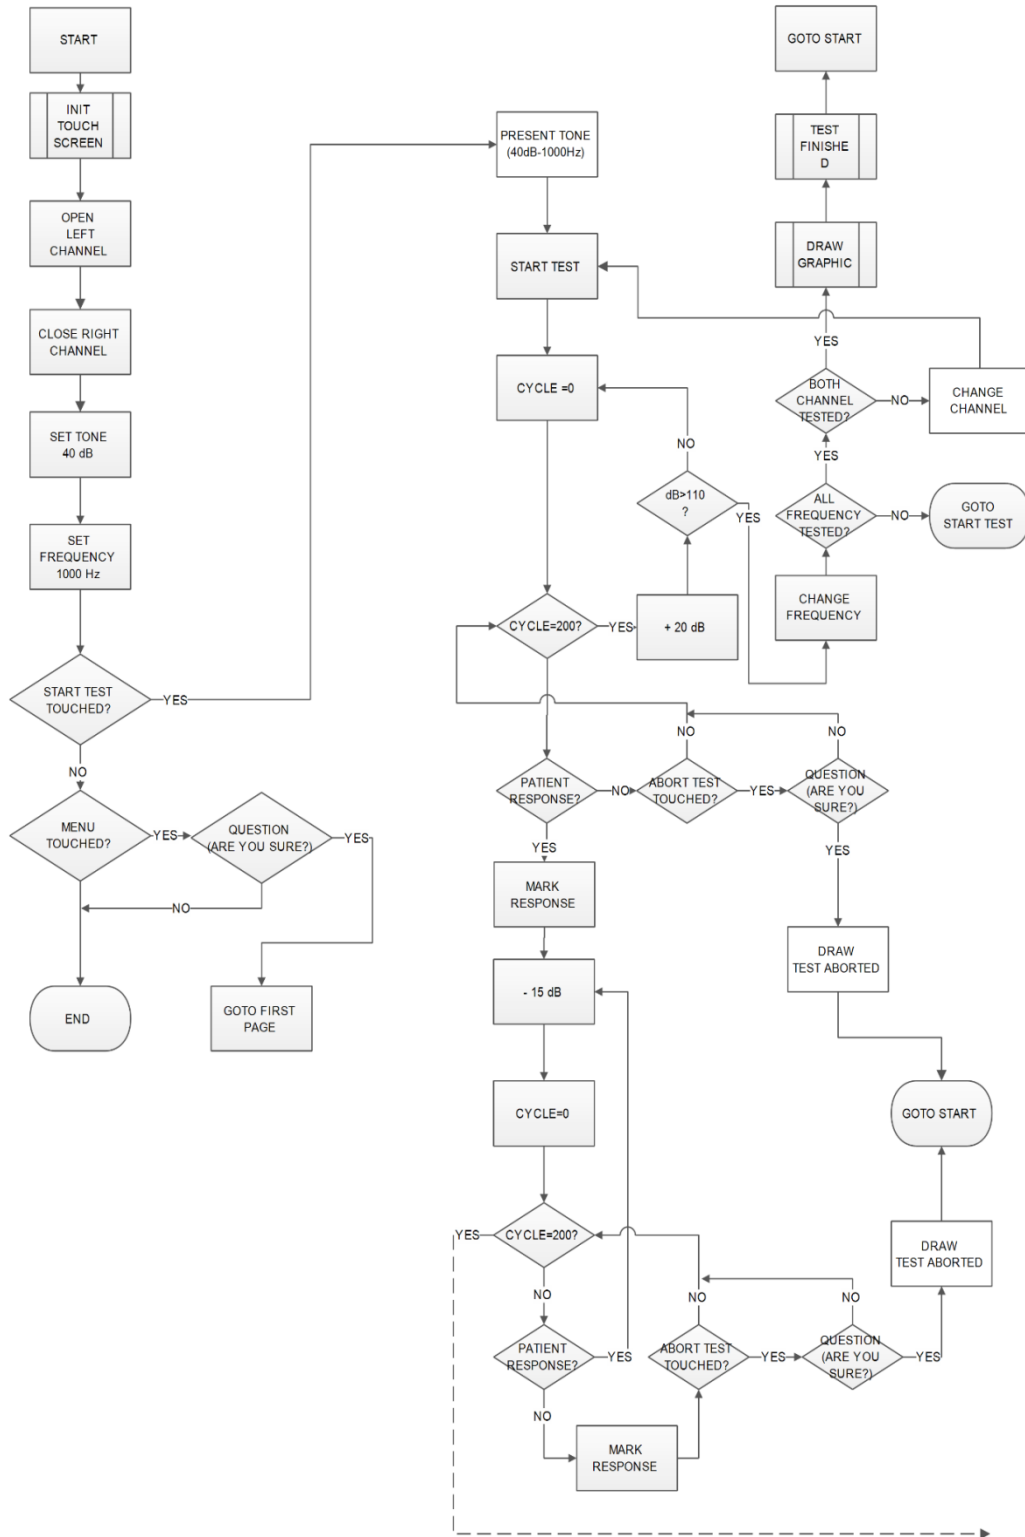 START
INIT
TOUCH
SCREEN
OPEN
LEFT
CHANNEL
CLOSE RIGHT
CHANNEL
SET TONE
40 dB
SET
FREQUENCY
1000 Hz
START TEST
TOUCHED?
YES
NO
MENU
TOUCHED?
YES
QUESTION
(ARE YOU SURE?)
YES
NO
END
GOTO FIRST
PAGE
PRESENT TONE
(40dB-1000Hz)
START TEST
CYCLE =0
NO
dB>110
?
YES
CYCLE=200?
YES
+ 20 dB
PATIENT
RESPONSE?
NO
ABORT TEST
TOUCHED?
NO
YES
QUESTION
(ARE YOU
SURE?)
NO
YES
YES
MARK
RESPONSE
- 15 dB
CYCLE=0
YES
CYCLE=200?
NO
PATIENT
RESPONSE?
YES
NO
MARK
RESPONSE
ABORT TEST
TOUCHED?
NO
YES
QUESTION
(ARE YOU
SURE?)
NO
YES
DRAW
TEST ABORTED
GOTO START
DRAW
TEST ABORTED
GOTO START
TEST
FINISHE
D
DRAW
GRAPHIC
YES
BOTH
CHANNEL
TESTED?
NO
CHANGE
CHANNEL
YES
ALL
FREQUENCY
TESTED?
NO
GOTO
START TEST
CHANGE
FREQUENCY